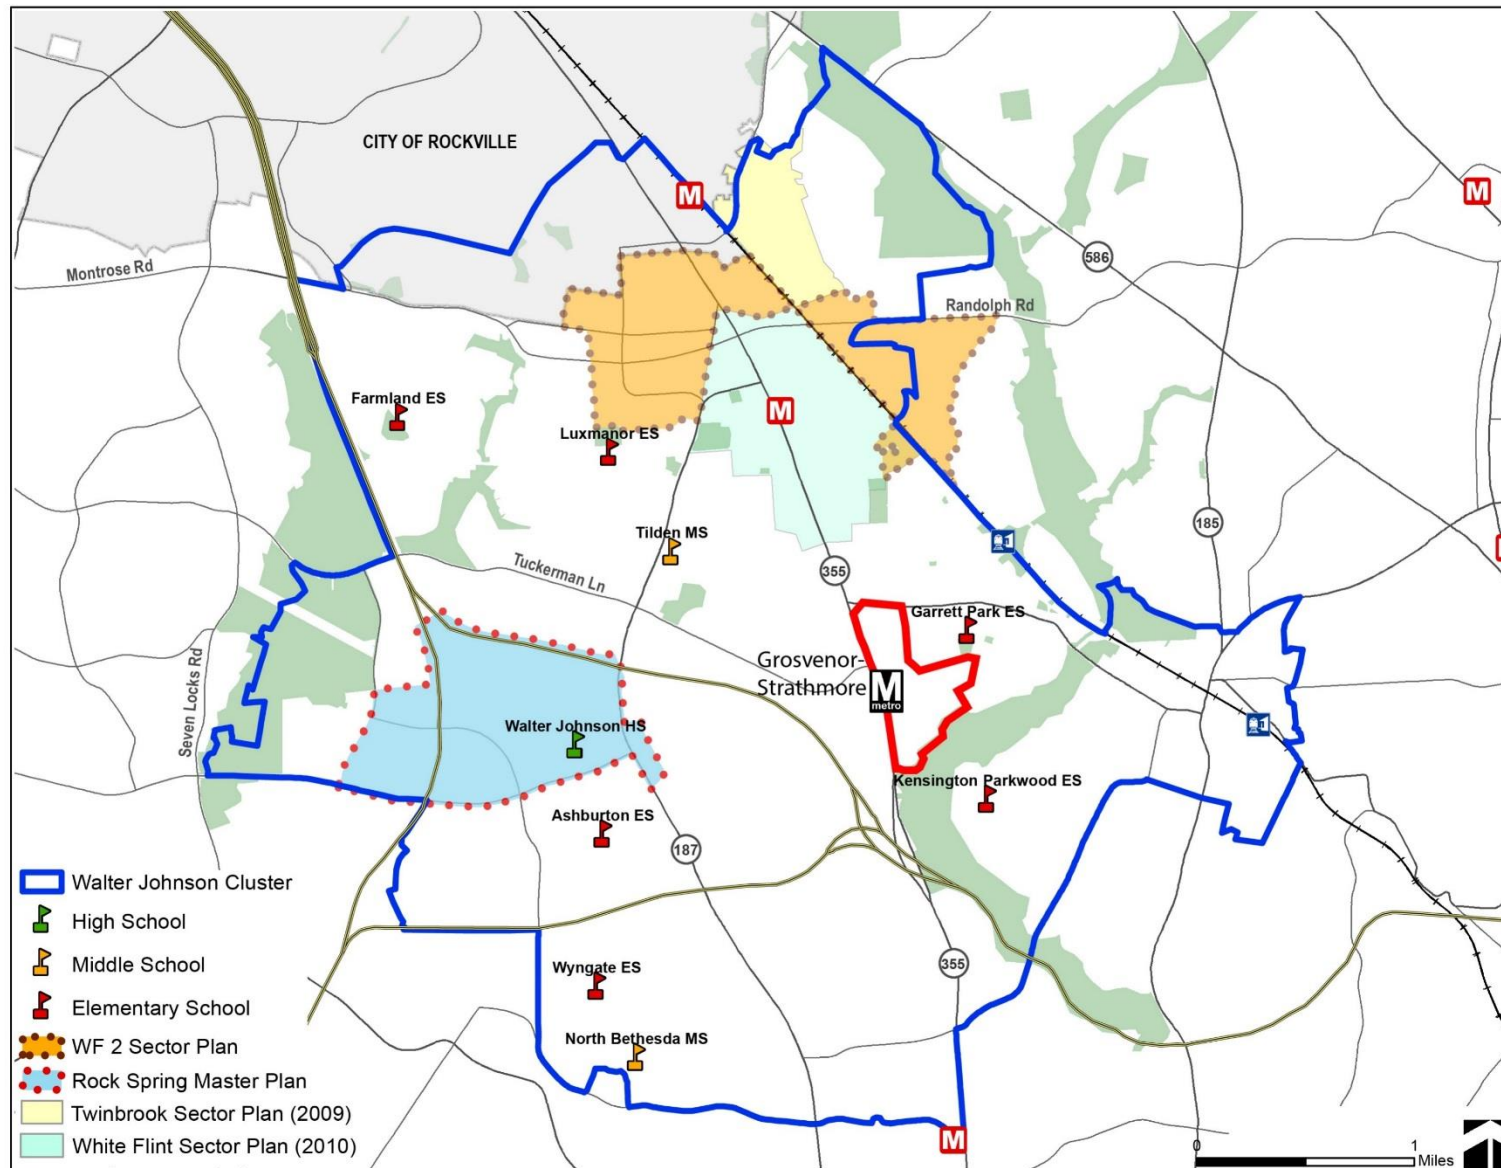 CITY OF ROCKVILLE
M
M
Montrose Rd
586
Randolph Rd
Farmland ES
M
Luxmanor ES
185
Tilden MS
Tuckerman Ln
355
Garrett Park ES
Grosvenor-
Strathmore
M
metro
Seven Locks Rd
Walter Johnson HS
Kensington Parkwood ES
Ashburton ES
187
355
Wyngate ES
North Bethesda MS
M
Walter Johnson Cluster
High School
Middle School
Elementary School
WF 2 Sector Plan
Rock Spring Master Plan
Twinbrook Sector Plan (2009)
White Flint Sector Plan (2010)
0 1
Miles